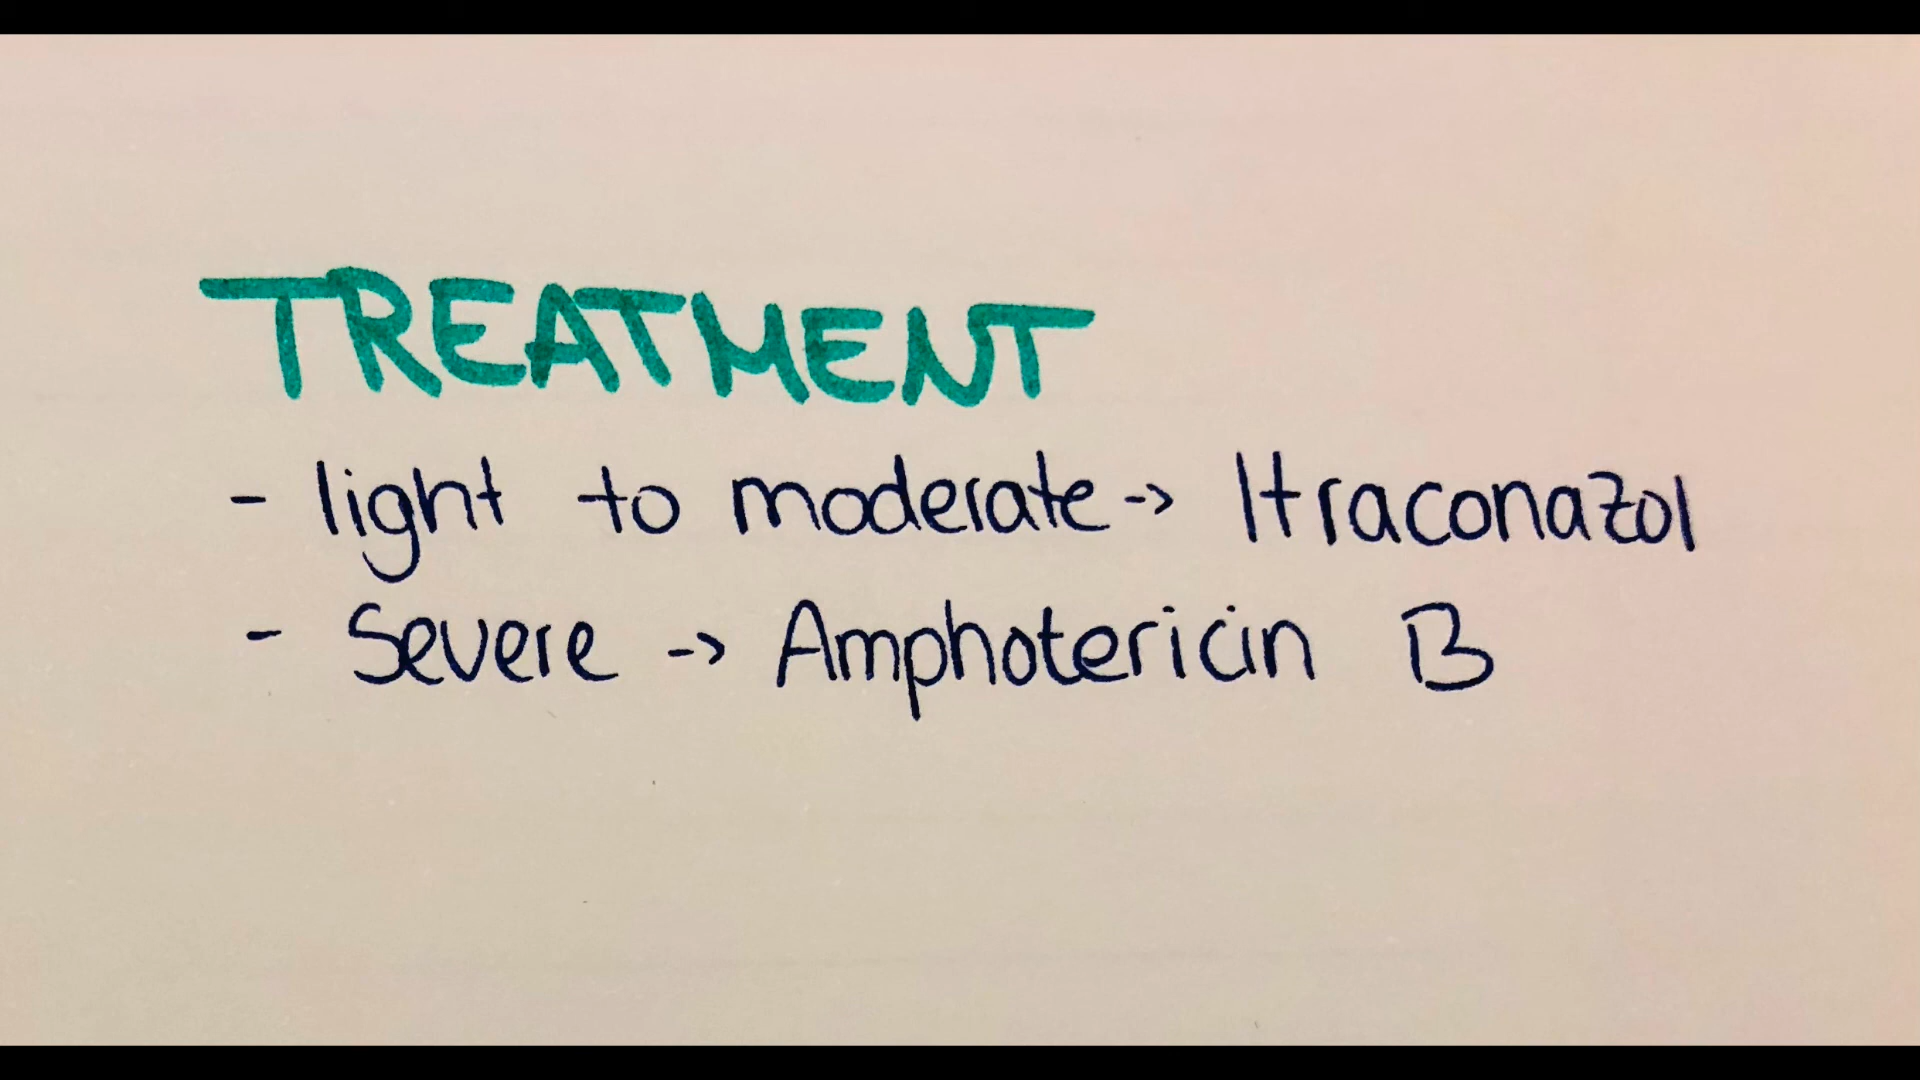 TREATMENT
- light to moderate -> Itraconazol
- Severe -> Amphotericin B